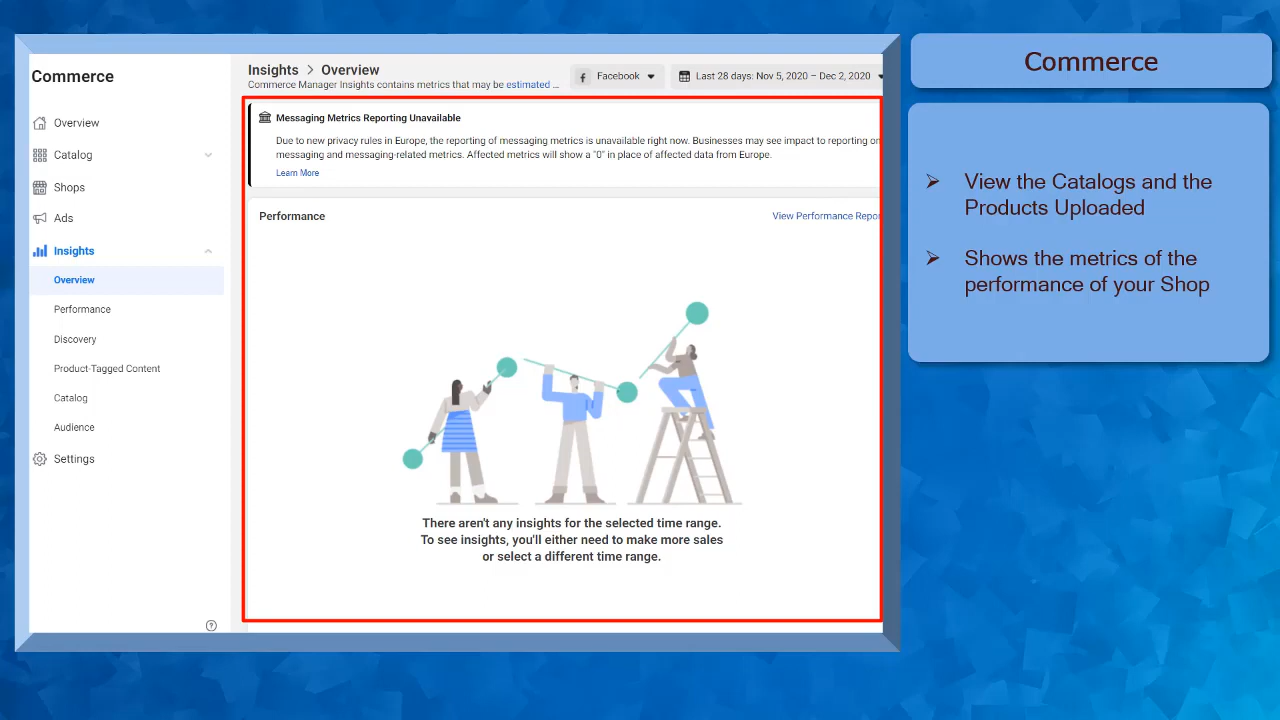 Commerce
Overview
Catalog
Shops
Ads
Insights
Overview
Performance
Discovery
Product-Tagged Content
Catalog
Audience
Settings
Insights > Overview
Commerce Manager Insights contains metrics that may be estimated ...
Facebook
Last 28 days: Nov 5, 2020 – Dec 2, 2020
Messaging Metrics Reporting Unavailable
Due to new privacy rules in Europe, the reporting of messaging metrics is unavailable right now. Businesses may see impact to reporting on
messaging and messaging-related metrics. Affected metrics will show a "0" in place of affected data from Europe.
Learn More
Performance
View Performance Repor
There aren't any insights for the selected time range.
To see insights, you'll either need to make more sales
or select a different time range.
Commerce
View the Catalogs and the
Products Uploaded
Shows the metrics of the
performance of your Shop